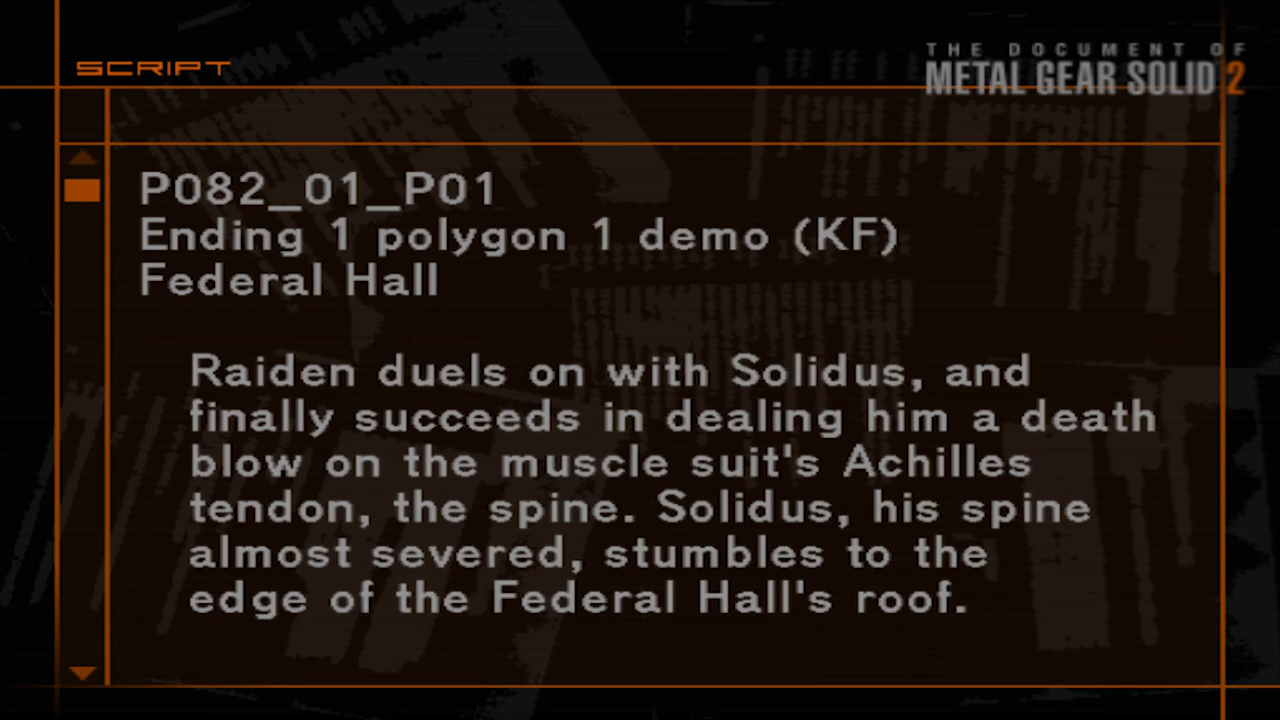 SCRIPT
THE DOCUMENT OF
METAL GEAR SOLID 2
P082_01_P01
Ending 1 polygon 1 demo (KF)
Federal Hall
Raiden duels on with Solidus, and
finally succeeds in dealing him a death
blow on the muscle suit's Achilles
tendon, the spine. Solidus, his spine
almost severed, stumbles to the
edge of the Federal Hall's roof.